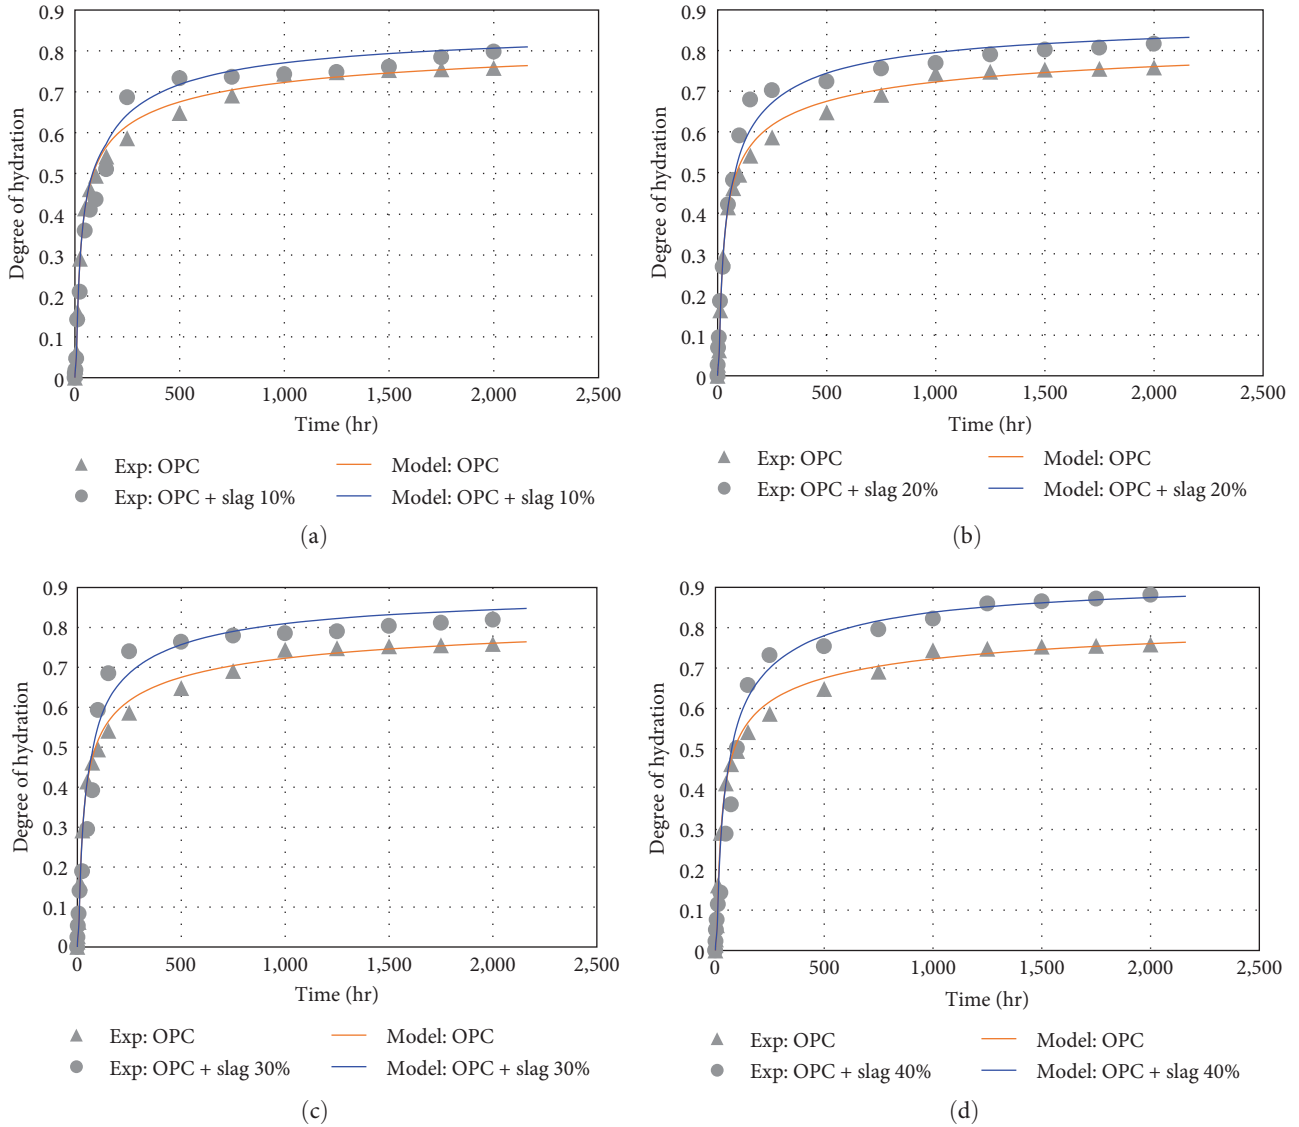 0.9
0.8
0.7
0.6
0.5
0.4
0.3
0.2
0.1
0
Degree of hydration
0 500 1,000 1,500 2,000 2,500
Time (hr)
Exp: OPC Model: OPC
Exp: OPC + slag 10% Model: OPC + slag 10%
(a)
0.9
0.8
0.7
0.6
0.5
0.4
0.3
0.2
0.1
0
Degree of hydration
0 500 1,000 1,500 2,000 2,500
Time (hr)
Exp: OPC Model: OPC
Exp: OPC + slag 20% Model: OPC + slag 20%
(b)
0.9
0.8
0.7
0.6
0.5
0.4
0.3
0.2
0.1
0
Degree of hydration
0 500 1,000 1,500 2,000 2,500
Time (hr)
Exp: OPC Model: OPC
Exp: OPC + slag 30% Model: OPC + slag 30%
(c)
0.9
0.8
0.7
0.6
0.5
0.4
0.3
0.2
0.1
0
Degree of hydration
0 500 1,000 1,500 2,000 2,500
Time (hr)
Exp: OPC Model: OPC
Exp: OPC + slag 40% Model: OPC + slag 40%
(d)